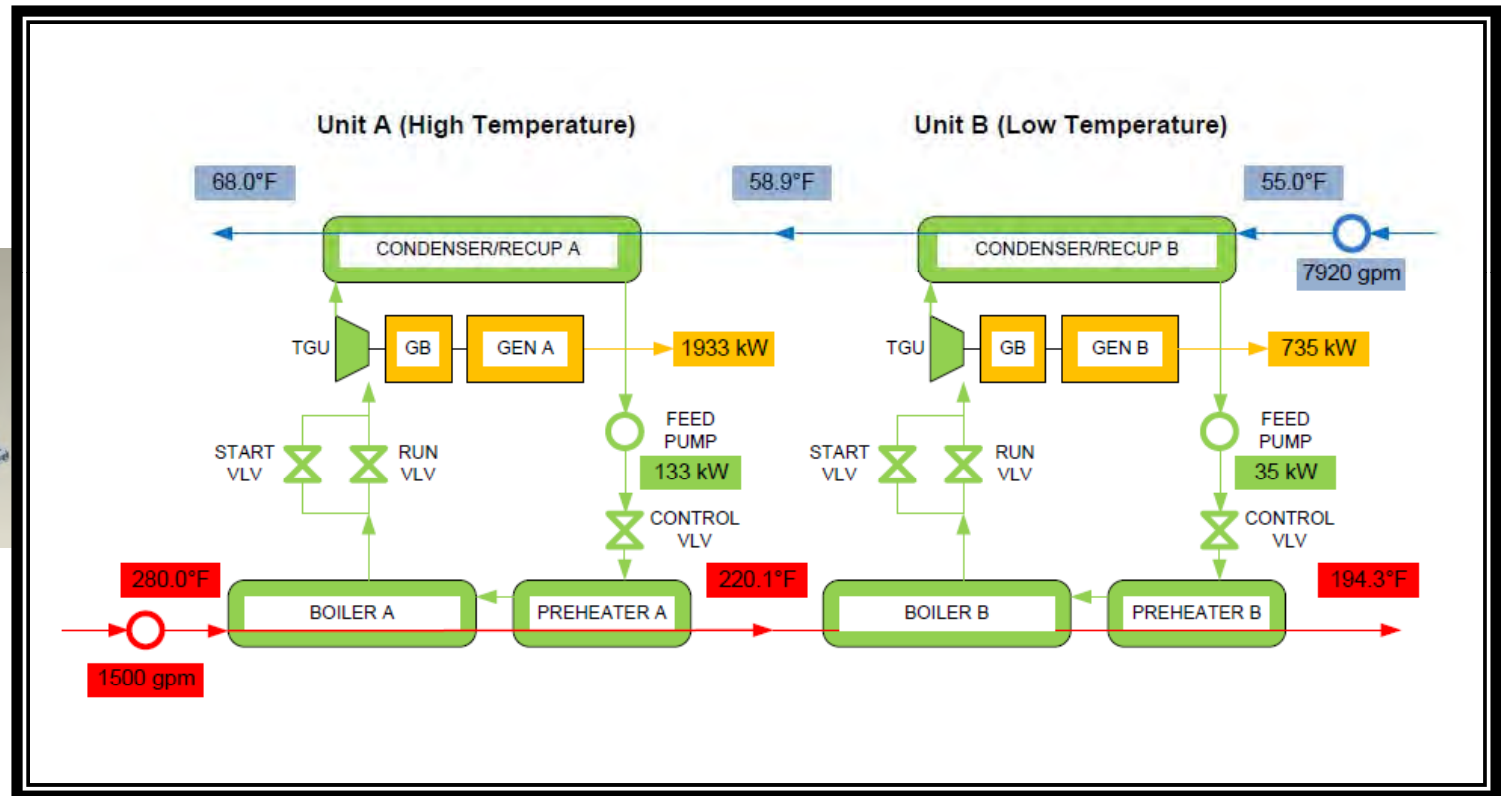 Unit A (High Temperature)
Unit B (Low Temperature)
68.0°F
58.9°F
55.0°F
CONDENSER/RECUP A
CONDENSER/RECUP B
7920 gpm
TGU
GB
GEN A
1933 kW
TGU
GB
GEN B
735 kW
START
VLV
RUN
VLV
FEED
PUMP
133 kW
START
VLV
RUN
VLV
FEED
PUMP
35 kW
CONTROL
VLV
CONTROL
VLV
280.0°F
220.1°F
194.3°F
BOILER A
PREHEATER A
BOILER B
PREHEATER B
1500 gpm